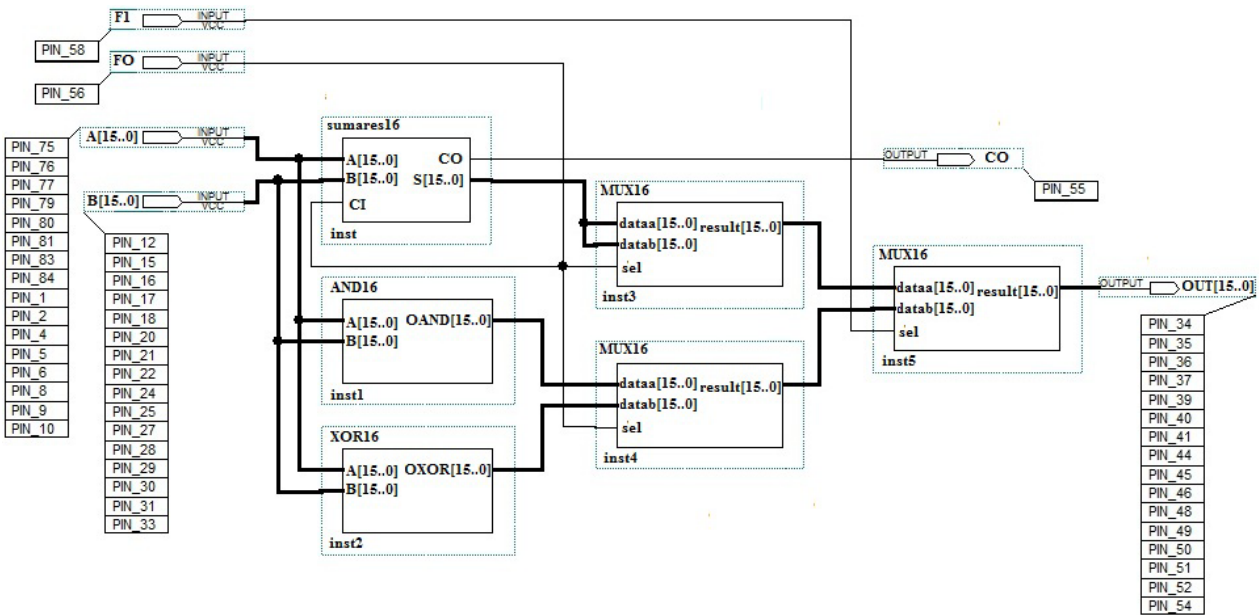 F1 INPUT VCC
PIN_58
FO INPUT VCC
PIN_56
A[15..0] INPUT VCC
PIN_75
PIN_76
PIN_77
PIN_79
PIN_80
PIN_81
PIN_83
PIN_84
PIN_1
PIN_2
PIN_4
PIN_5
PIN_6
PIN_8
PIN_9
PIN_10
B[15..0] INPUT VCC
PIN_12
PIN_15
PIN_16
PIN_17
PIN_18
PIN_20
PIN_21
PIN_22
PIN_24
PIN_25
PIN_27
PIN_28
PIN_29
PIN_30
PIN_31
PIN_33
sumares16
A[15..0] CO
B[15..0] S[15..0]
CI
inst
AND16
A[15..0] OAND[15..0]
B[15..0]
inst1
XOR16
A[15..0] OXOR[15..0]
B[15..0]
inst2
MUX16
dataa[15..0] result[15..0]
datab[15..0]
sel
inst3
MUX16
dataa[15..0] result[15..0]
datab[15..0]
sel
inst4
MUX16
dataa[15..0] result[15..0]
datab[15..0]
sel
inst5
OUTPUT CO
PIN_55
OUTPUT OUT[15..0]
PIN_34
PIN_35
PIN_36
PIN_37
PIN_39
PIN_40
PIN_41
PIN_44
PIN_45
PIN_46
PIN_48
PIN_49
PIN_50
PIN_51
PIN_52
PIN_54